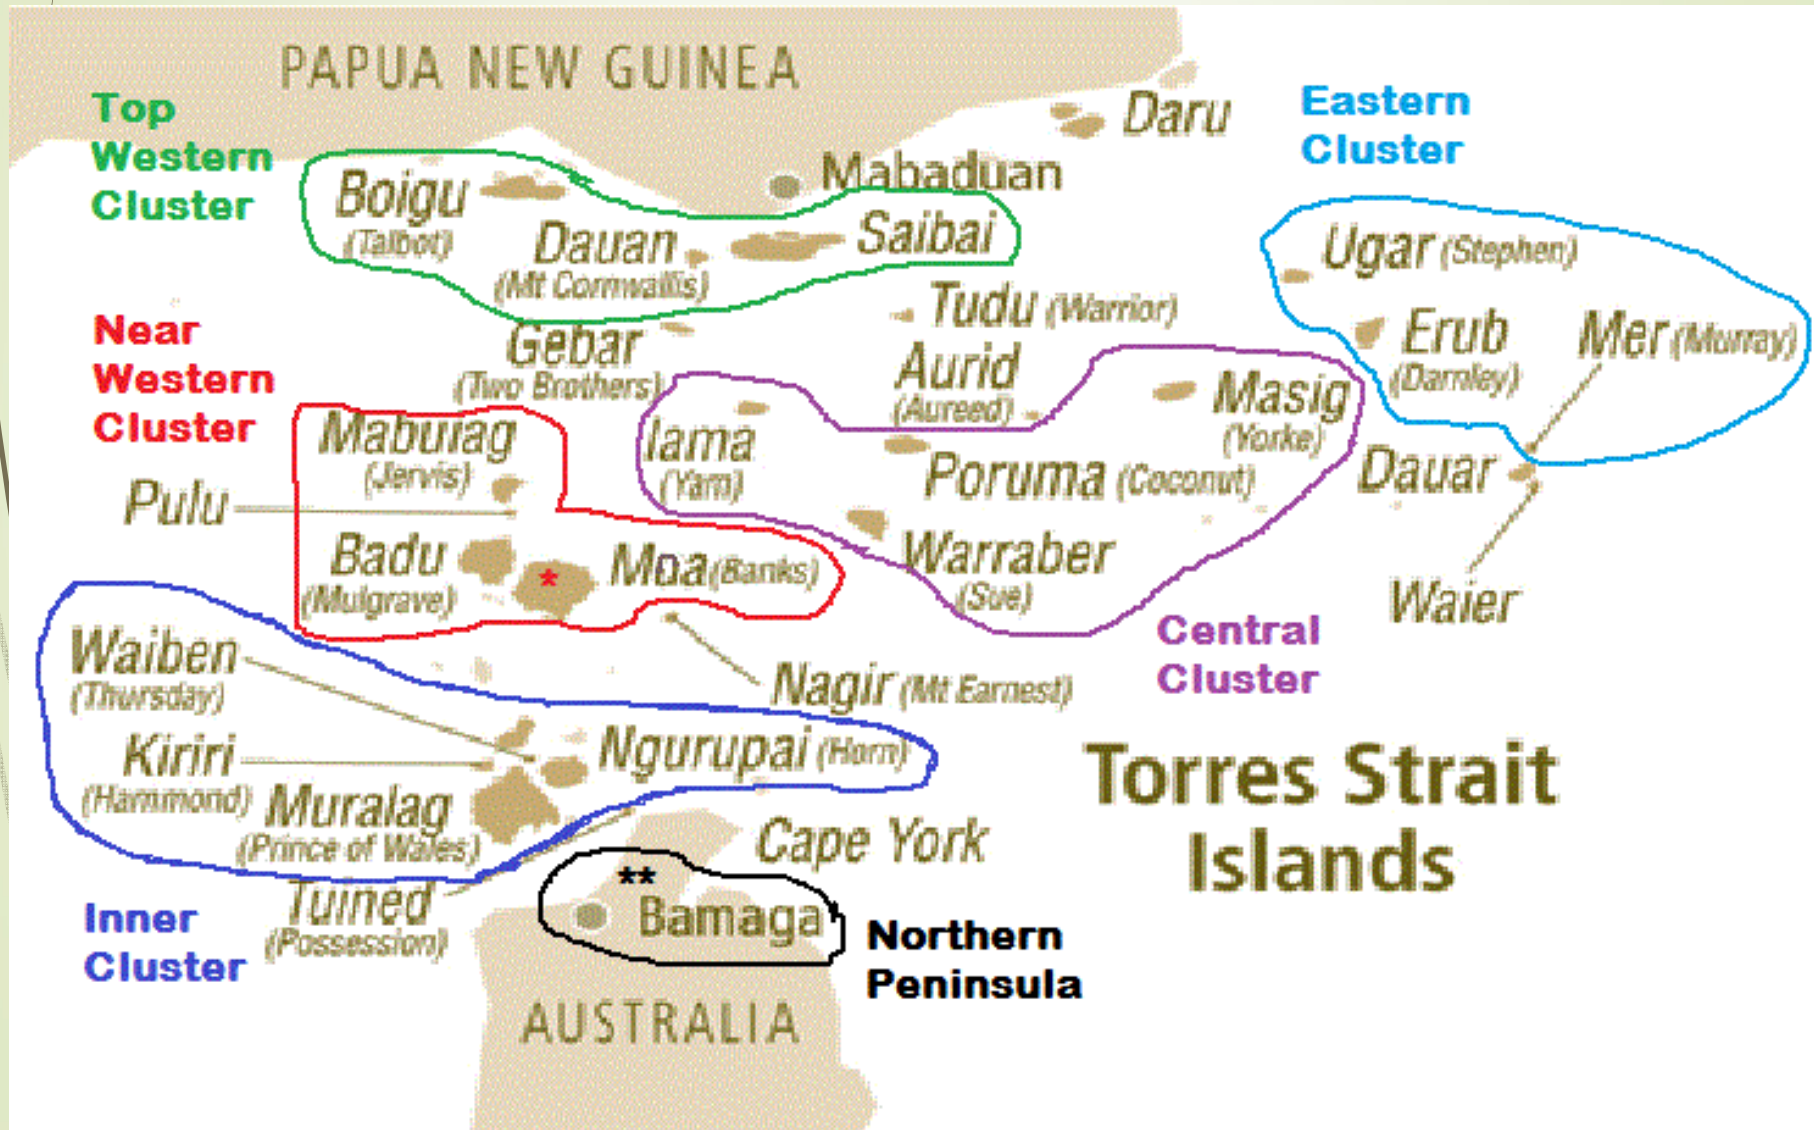 PAPUA NEW GUINEA
Top
Western
Cluster
Daru
Eastern
Cluster
Mabaduan
Boigu
(Talbot)
Dauan
(Mt Cornwallis)
Saibai
Ugar (Stephen)
Tudu (Warrior)
Near
Western
Cluster
Gebar
(Two Brothers)
Aurid
(Aureed)
Erub
(Darnley)
Mer (Murray)
Masig
(Yorke)
Mabuiag
(Jervis)
Iama
(Yam)
Poruma (Coconut)
Dauar
Pulu
Badu
(Mulgrave)
*
Moa (Banks)
Warraber
(Sue)
Waier
Central
Cluster
Waiben
(Thursday)
Nagir (Mt Earnest)
Kiriri
(Hammond)
Ngurupai (Horn)
Muralag
(Prince of Wales)
Torres Strait
Islands
Cape York
Tuined
(Possession)
**
Bamaga
Inner
Cluster
Northern
Peninsula
AUSTRALIA